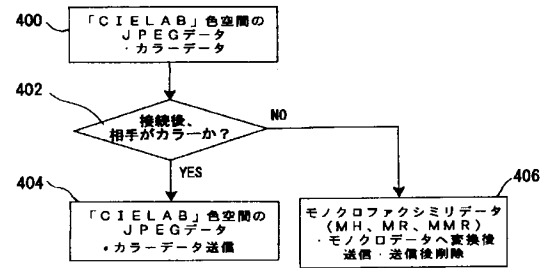 400
「ＣＩＥＬＡＢ」色空間の
ＪＰＥＧデータ
・カラーデータ
402
接続後、
相手がカラーか？
NO
YES
404
「ＣＩＥＬＡＢ」色空間の
ＪＰＥＧデータ
・カラーデータ送信
406
モノクロファクシミリデータ
（ＭＨ、ＭＲ、ＭＭＲ）
・モノクロデータへ変換後
送信・送信後削除